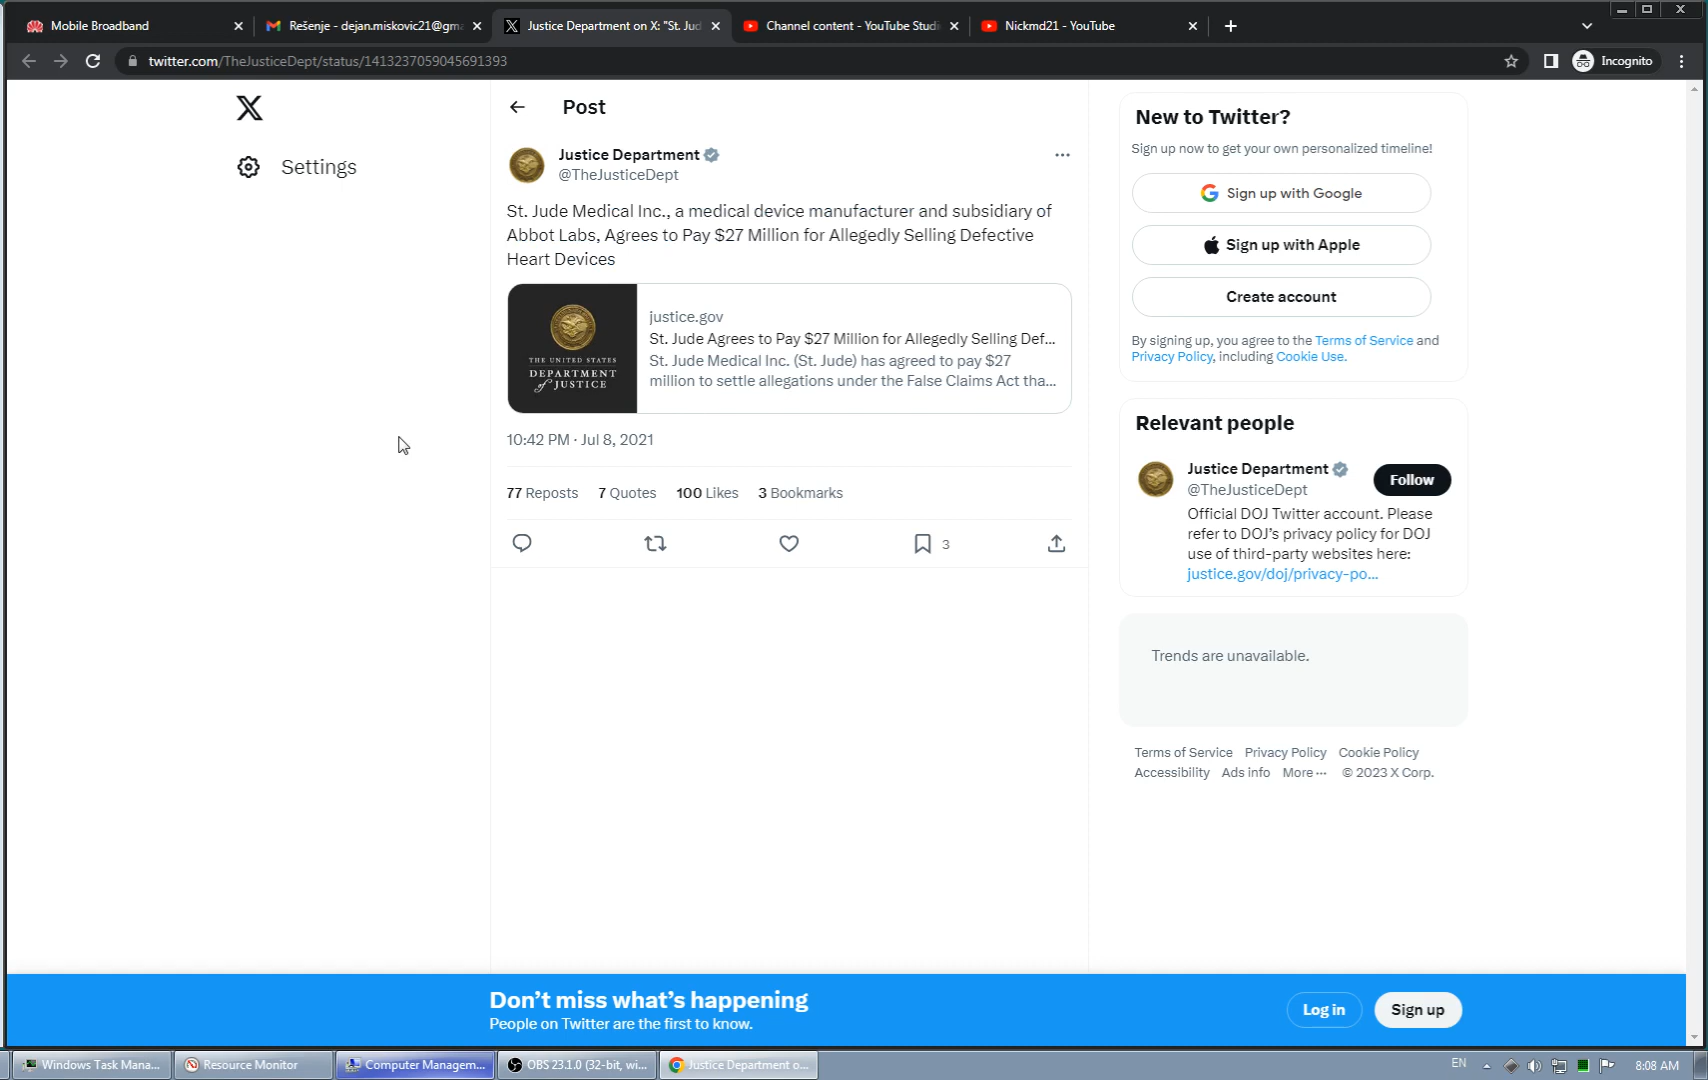 Mobile Broadband
Rešenje - dejan.miskovic21@gma
Justice Department on X: "St. Jud
Channel content - YouTube Studi
Nickmd21 - YouTube
twitter.com/TheJusticeDept/status/1413237059045691393
Incognito
Settings
Post
Justice Department
@TheJusticeDept
St. Jude Medical Inc., a medical device manufacturer and subsidiary of
Abbot Labs, Agrees to Pay $27 Million for Allegedly Selling Defective
Heart Devices
THE UNITED STATES
DEPARTMENT
of JUSTICE
justice.gov
St. Jude Agrees to Pay $27 Million for Allegedly Selling Def...
St. Jude Medical Inc. (St. Jude) has agreed to pay $27
million to settle allegations under the False Claims Act tha...
10:42 PM · Jul 8, 2021
77 Reposts 7 Quotes 100 Likes 3 Bookmarks
3
New to Twitter?
Sign up now to get your own personalized timeline!
Sign up with Google
Sign up with Apple
Create account
By signing up, you agree to the Terms of Service and
Privacy Policy, including Cookie Use.
Relevant people
Justice Department
@TheJusticeDept
Follow
Official DOJ Twitter account. Please
refer to DOJ's privacy policy for DOJ
use of third-party websites here:
justice.gov/doj/privacy-po...
Trends are unavailable.
Terms of Service Privacy Policy Cookie Policy
Accessibility Ads info More ··· © 2023 X Corp.
Don't miss what's happening
People on Twitter are the first to know.
Log in
Sign up
Windows Task Mana...
Resource Monitor
Computer Managem...
OBS 23.1.0 (32-bit, wi...
Justice Department o...
EN
8:08 AM